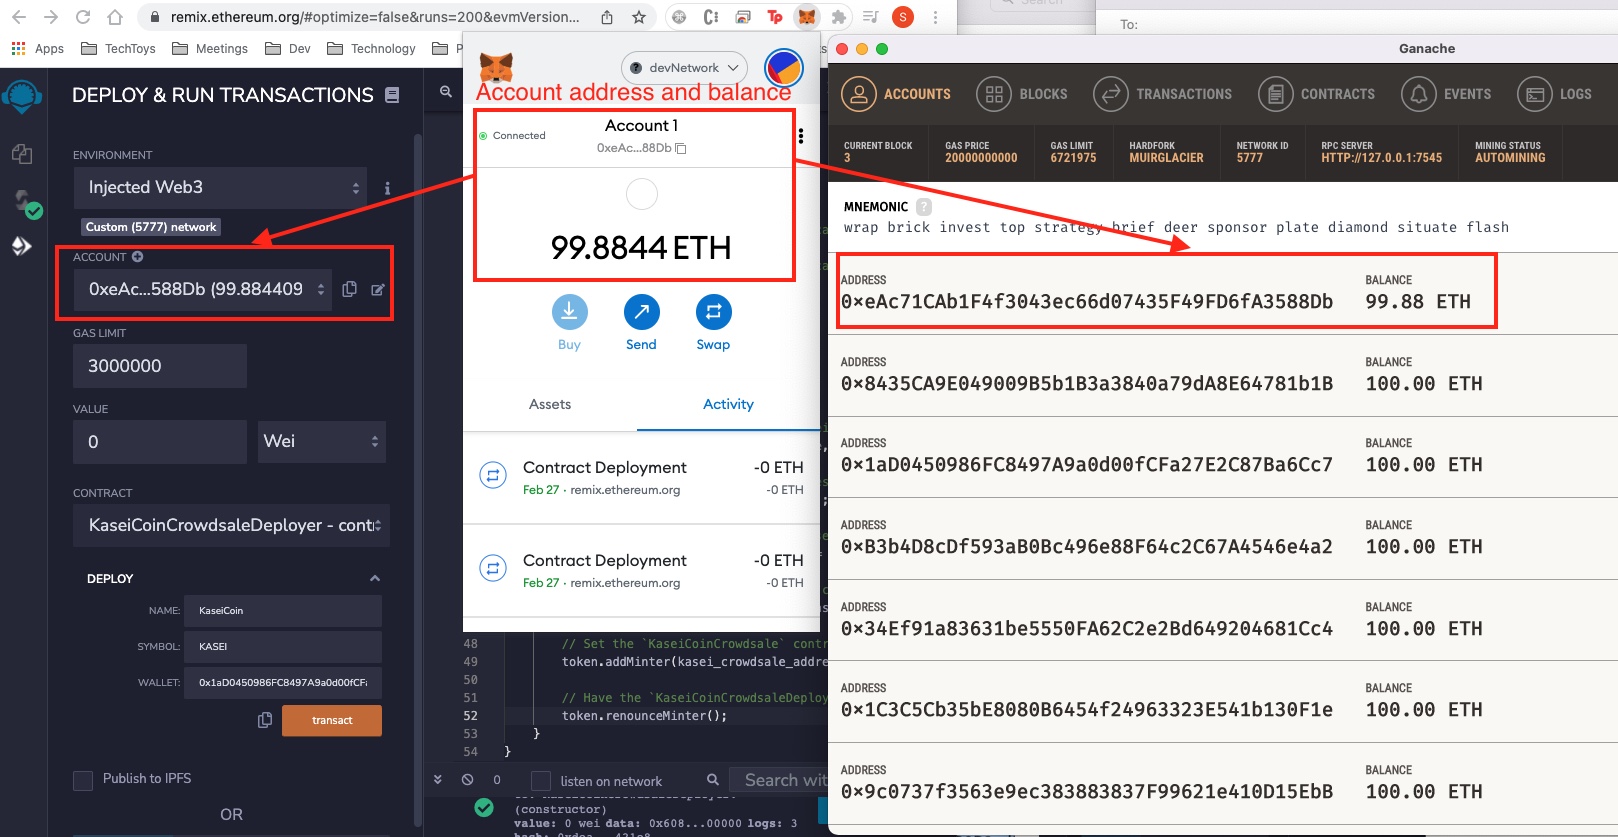 remix.ethereum.org/#optimize=false&runs=200&evmVersion...
S
Apps
TechToys
Meetings
Dev
Technology
P
Search
To:
DEPLOY & RUN TRANSACTIONS
ENVIRONMENT
Injected Web3
i
Custom (5777) network
ACCOUNT
0xeAc...588Db (99.884409
GAS LIMIT
3000000
VALUE
0
Wei
CONTRACT
KaseiCoinCrowdsaleDeployer - cont
DEPLOY
NAME:
KaseiCoin
SYMBOL:
KASEI
WALLET:
0x1aD0450986FC8497A9a0d00fCFa
transact
Publish to IPFS
OR
devNetwork
Account address and balance
Connected
Account 1
0xeAc...88Db
99.8844 ETH
Buy
Send
Swap
Assets
Activity
Contract Deployment
-0 ETH
Feb 27 · remix.ethereum.org
-0 ETH
Contract Deployment
-0 ETH
Feb 27 · remix.ethereum.org
-0 ETH
48 // Set the `KaseiCoinCrowdsale` contr
49 token.addMinter(kasei_crowdsale_addre
50
51 // Have the `KaseiCoinCrowdsaleDeploy
52 token.renounceMinter();
53 }
54 }
0
listen on network
Search wit
(constructor)
value: 0 wei data: 0x608...00000 logs: 3
Ganache
ACCOUNTS
BLOCKS
TRANSACTIONS
CONTRACTS
EVENTS
LOGS
CURRENT BLOCK
3
GAS PRICE
20000000000
GAS LIMIT
6721975
HARDFORK
MUIRGLACIER
NETWORK ID
5777
RPC SERVER
HTTP://127.0.0.1:7545
MINING STATUS
AUTOMINING
MNEMONIC ?
wrap brick invest top strategy brief deer sponsor plate diamond situate flash
ADDRESS
0×eAc71CAb1F4f3043ec66d07435F49FD6fA3588Db
BALANCE
99.88 ETH
ADDRESS
0×8435CA9E049009B5b1B3a3840a79dA8E64781b1B
BALANCE
100.00 ETH
ADDRESS
0×1aD0450986FC8497A9a0d00fCFa27E2C87Ba6Cc7
BALANCE
100.00 ETH
ADDRESS
0×B3b4D8cDf593aB0Bc496e88F64c2C67A4546e4a2
BALANCE
100.00 ETH
ADDRESS
0×34Ef91a83631be5550FA62C2e2Bd649204681Cc4
BALANCE
100.00 ETH
ADDRESS
0×1C3C5Cb35bE8080B6454f24963323E541b130F1e
BALANCE
100.00 ETH
ADDRESS
0×9c0737f3563e9ec383883837F99621e410D15EbB
BALANCE
100.00 ETH